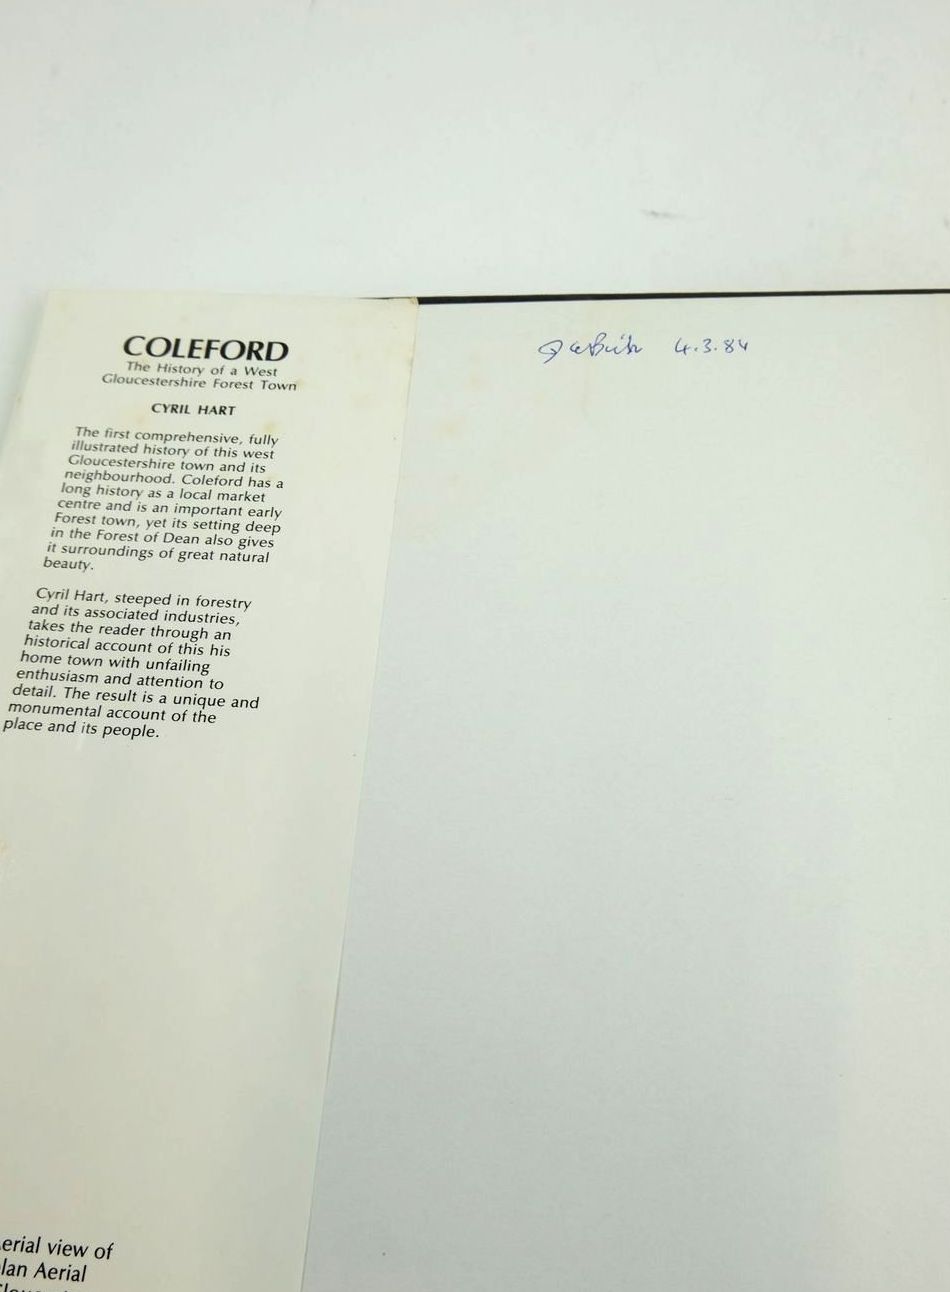 COLEFORD
The History of a West
Gloucestershire Forest Town
CYRIL HART
The first comprehensive, fully
illustrated history of this west
Gloucestershire town and its
neighbourhood. Coleford has a
long history as a local market
centre and is an important early
Forest town, yet its setting deep
in the Forest of Dean also gives
it surroundings of great natural
beauty.
Cyril Hart, steeped in forestry
and its associated industries,
takes the reader through an
historical account of this his
home town with unfailing
enthusiasm and attention to
detail. The result is a unique and
monumental account of the
place and its people.
erial view of
lan Aerial
4.3.84